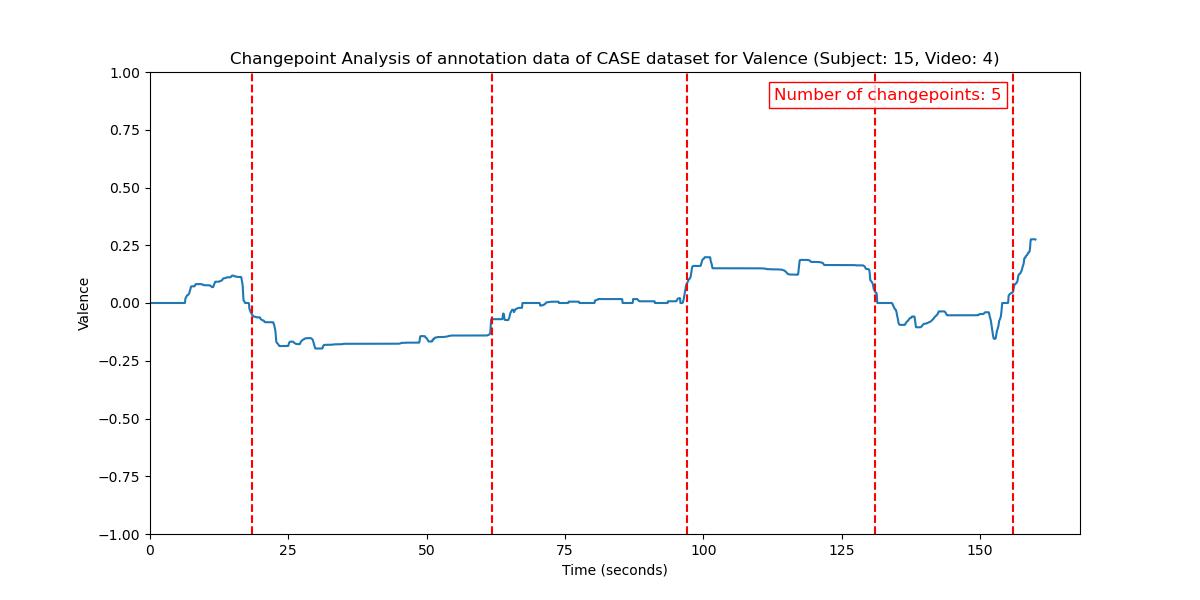 Changepoint Analysis of annotation data of CASE dataset for Valence (Subject: 15, Video: 4)
Number of changepoints: 5
1.00
0.75
0.50
0.25
0.00
−0.25
−0.50
−0.75
−1.00
Valence
0 25 50 75 100 125 150
Time (seconds)